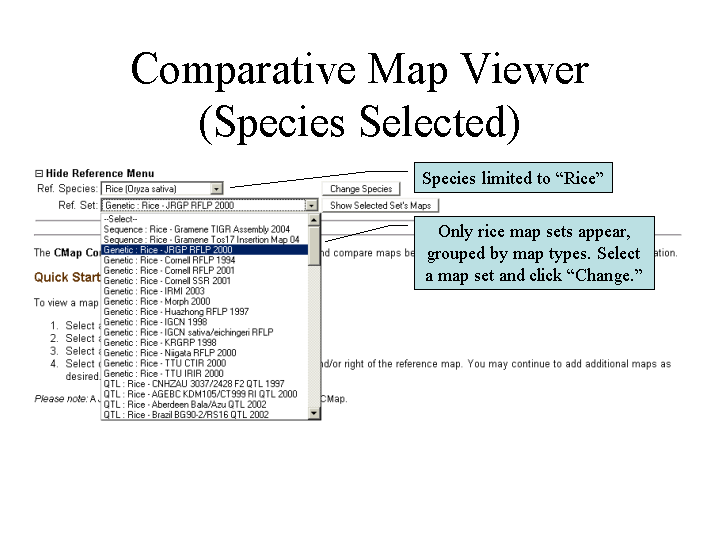 Comparative Map Viewer
(Species Selected)
Hide Reference Menu
Ref. Species: Rice (Oryza sativa) Change Species
Species limited to “Rice”
Ref. Set: Genetic : Rice - JRGP RFLP 2000 Show Selected Set's Maps
--Select--
Sequence : Rice - Gramene TIGR Assembly 2004
Sequence : Rice - Gramene Tos17 Insertion Map 04
Genetic : Rice - JRGP RFLP 2000
Genetic : Rice - Cornell RFLP 1994
Genetic : Rice - Cornell RFLP 2001
Genetic : Rice - Cornell SSR 2001
Genetic : Rice - IRMI 2003
Genetic : Rice - Morph 2000
Genetic : Rice - Huazhong RFLP 1997
Genetic : Rice - IGCN 1998
Genetic : Rice - IGCN sativa/eichingeri RFLP
Genetic : Rice - KRGRP 1998
Genetic : Rice - Niigata RFLP 2000
Genetic : Rice - TTU CTIR 2000
Genetic : Rice - TTU IRIR 2000
QTL : Rice - CNHZAU 3037/2428 F2 QTL 1997
QTL : Rice - AGEBC KDM105/CT999 RI QTL 2000
QTL : Rice - Aberdeen Bala/Azu QTL 2002
QTL : Rice - Brazil BG90-2/RS16 QTL 2002
Only rice map sets appear,
grouped by map types. Select
a map set and click “Change.”
The CMap Co nd compare maps be ation.
Quick Start
To view a map
1. Select
2. Select
3. Select
4. Select nd/or right of the reference map. You may continue to add additional maps as
desired.
Please note: A CMap.